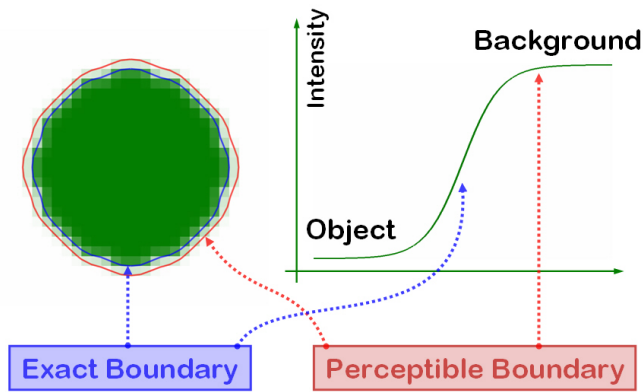 Intensity
Background
Object
Exact Boundary
Perceptible Boundary